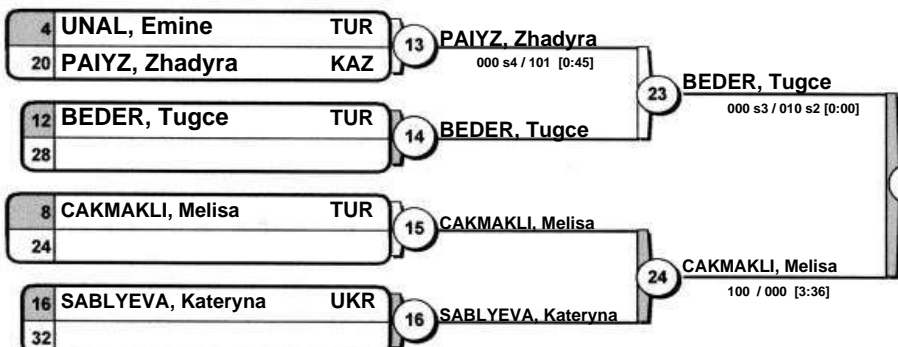 4 UNAL, Emine TUR
20 PAIYZ, Zhadyra KAZ
13 PAIYZ, Zhadyra
000 s4 / 101 [0:45]
23 BEDER, Tugce
000 s3 / 010 s2 [0:00]
12 BEDER, Tugce TUR
28
14 BEDER, Tugce
8 CAKMAKLI, Melisa TUR
24
15 CAKMAKLI, Melisa
24 CAKMAKLI, Melisa
100 / 000 [3:36]
16 SABLYEVA, Kateryna UKR
32
16 SABLYEVA, Kateryna